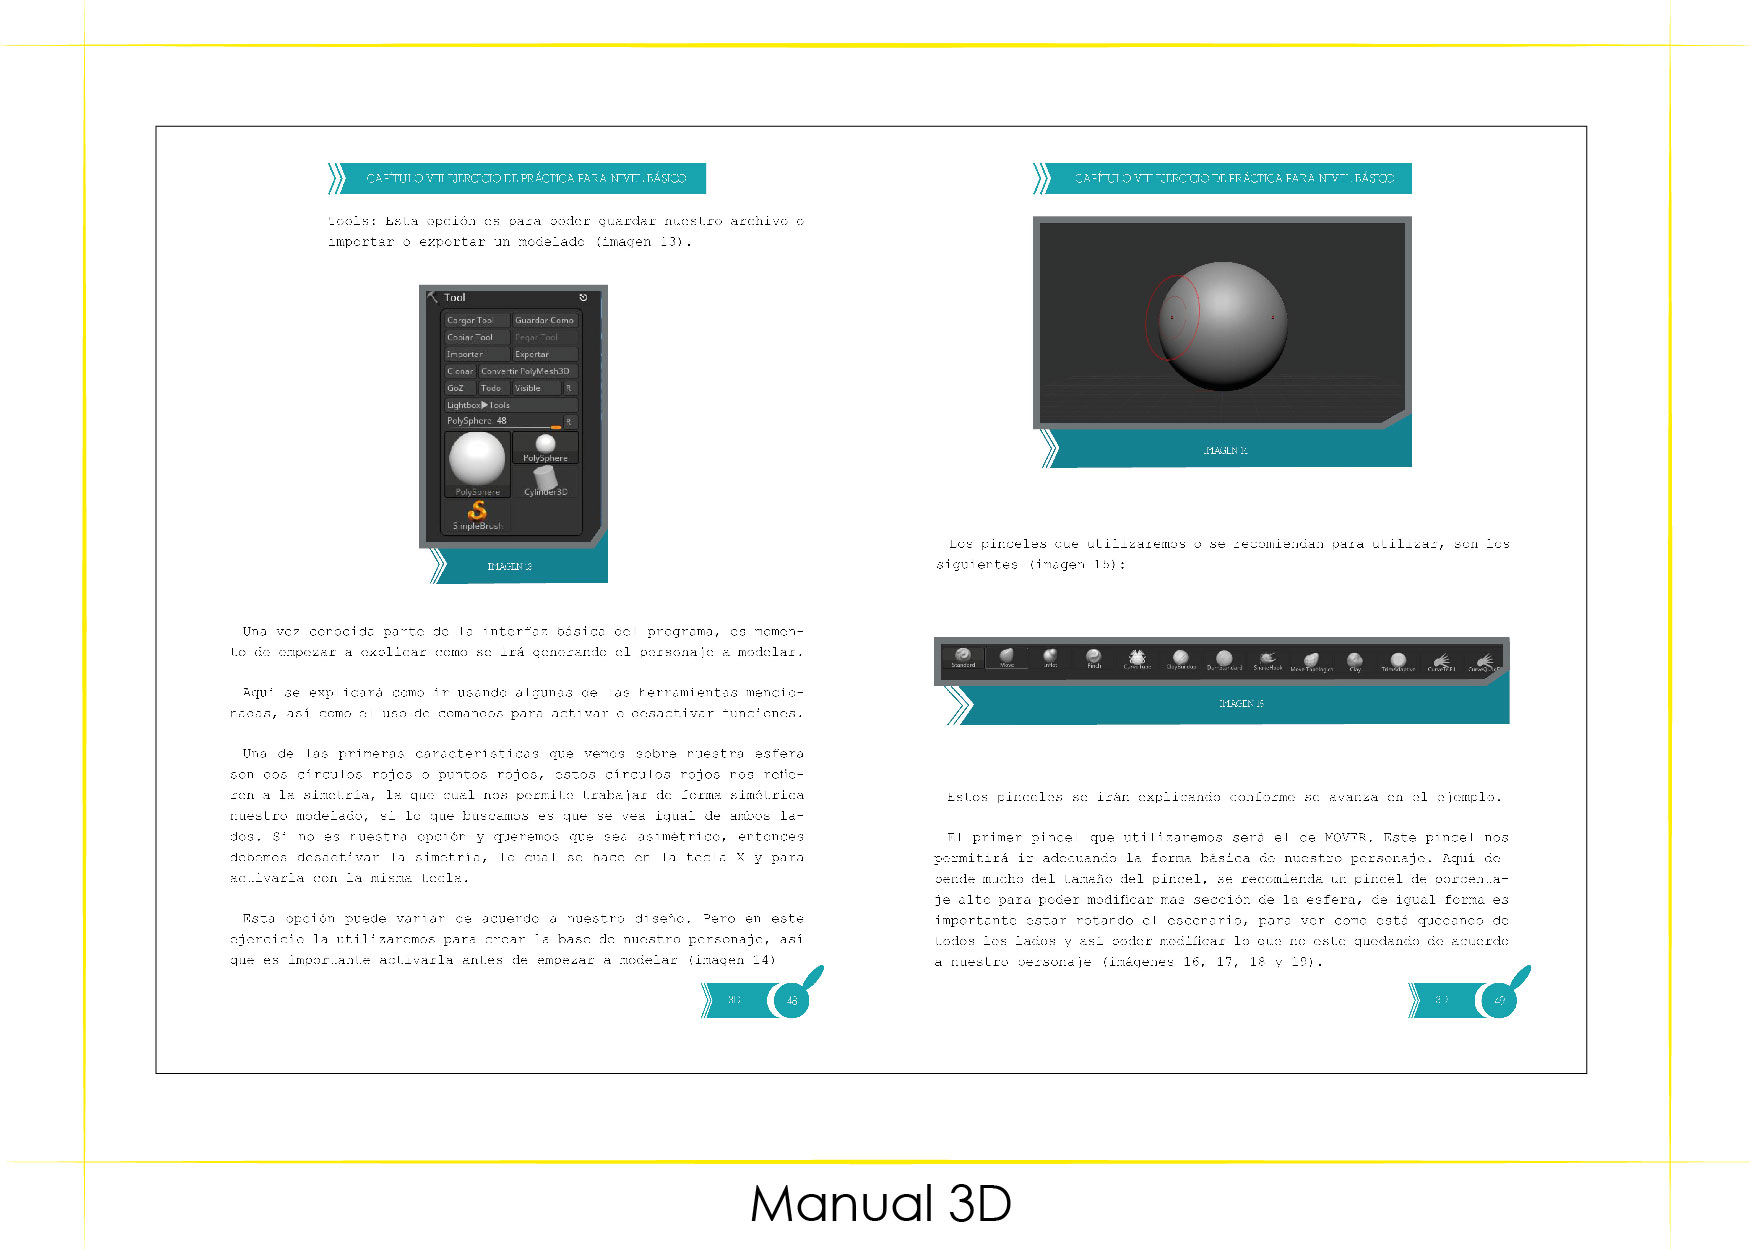 CAPÍTULO VII EJERCICIO DE PRÁCTICA PARA NIVEL BÁSICO
Tools: Esta opción es para poder guardar nuestro archivo o
importar o exportar un modelado (imagen 13).
Tool
Cargar Tool Guardar Como
Copiar Tool Pegar Tool
Importar Exportar
Clonar Convertir PolyMesh3D
GoZ Todo Visible R
Lightbox▶Tools
PolySphere. 48 R
PolySphere
PolySphere Cylinder3D
SimpleBrush
IMAGEN 13
Una vez conocida parte de la interfaz básica del programa, es momen-
to de empezar a explicar como se irá generando el personaje a modelar.
Aquí se explicará como ir usando algunas de las herramientas mencio-
nadas, así como el uso de comandos para activar o desactivar funciones.
Una de las primeras características que vemos sobre nuestra esfera
son dos círculos rojos o puntos rojos, estos círculos rojos nos refie-
ren a la simetría, la que cual nos permite trabajar de forma simétrica
nuestro modelado, si lo que buscamos es que se vea igual de ambos la-
dos. Si no es nuestra opción y queremos que sea asimétrico, entonces
debemos desactivar la simetría, lo cual se hace en la tecla X y para
activarla con la misma tecla.
Esta opción puede variar de acuerdo a nuestro diseño. Pero en este
ejercicio la utilizaremos para crear la base de nuestro personaje, así
que es importante activarla antes de empezar a modelar (imagen 14)
3D 48
CAPÍTULO VII EJERCICIO DE PRÁCTICA PARA NIVEL BÁSICO
IMAGEN 14
Los pinceles que utilizaremos o se recomiendan para utilizar, son los
siguientes (imagen 15):
Standard Move Inflat Pinch CurveTube ClayBuildup DamStandard SnakeHook Move Topological Clay TrimAdaptive
IMAGEN 15
Estos pinceles se irán explicando conforme se avanza en el ejemplo.
El primer pincel que utilizaremos será el de MOVER. Este pincel nos
permitirá ir adecuando la forma básica de nuestro personaje. Aquí de-
pende mucho del tamaño del pincel, se recomienda un pincel de porcenta-
je alto para poder modificar mas sección de la esfera, de igual forma es
importante estar rotando el escenario, para ver como está quedando de
todos los lados y así poder modificar lo que no este quedando de acuerdo
a nuestro personaje (imágenes 16, 17, 18 y 19).
3D 49
Manual 3D